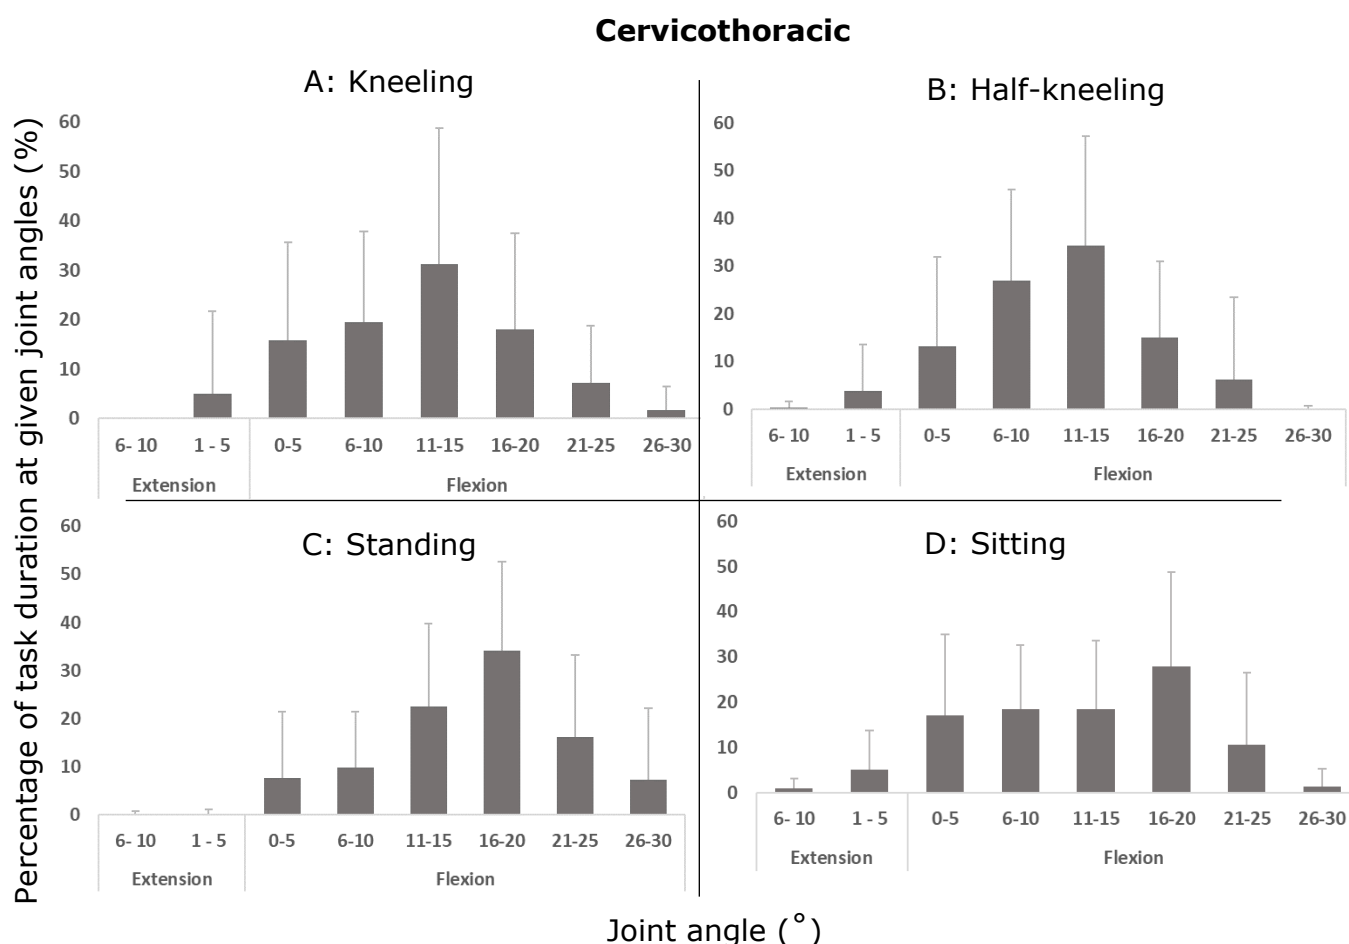 Cervicothoracic
Percentage of task duration at given joint angles (%)
A: Kneeling
60
50
40
30
20
10
0
6- 10 1 - 5 0-5 6-10 11-15 16-20 21-25 26-30
Extension Flexion
B: Half-kneeling
60
50
40
30
20
10
0
6- 10 1 - 5 0-5 6-10 11-15 16-20 21-25 26-30
Extension Flexion
C: Standing
60
50
40
30
20
10
0
6- 10 1 - 5 0-5 6-10 11-15 16-20 21-25 26-30
Extension Flexion
D: Sitting
60
50
40
30
20
10
0
6- 10 1 - 5 0-5 6-10 11-15 16-20 21-25 26-30
Extension Flexion
Joint angle (˚)